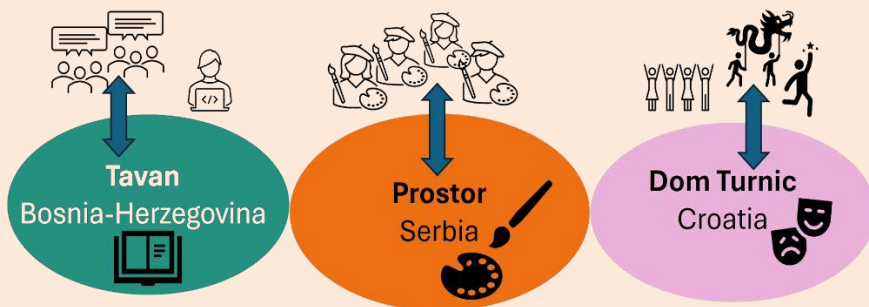 Tavan
Bosnia-Herzegovina
Prostor
Serbia
Dom Turnic
Croatia